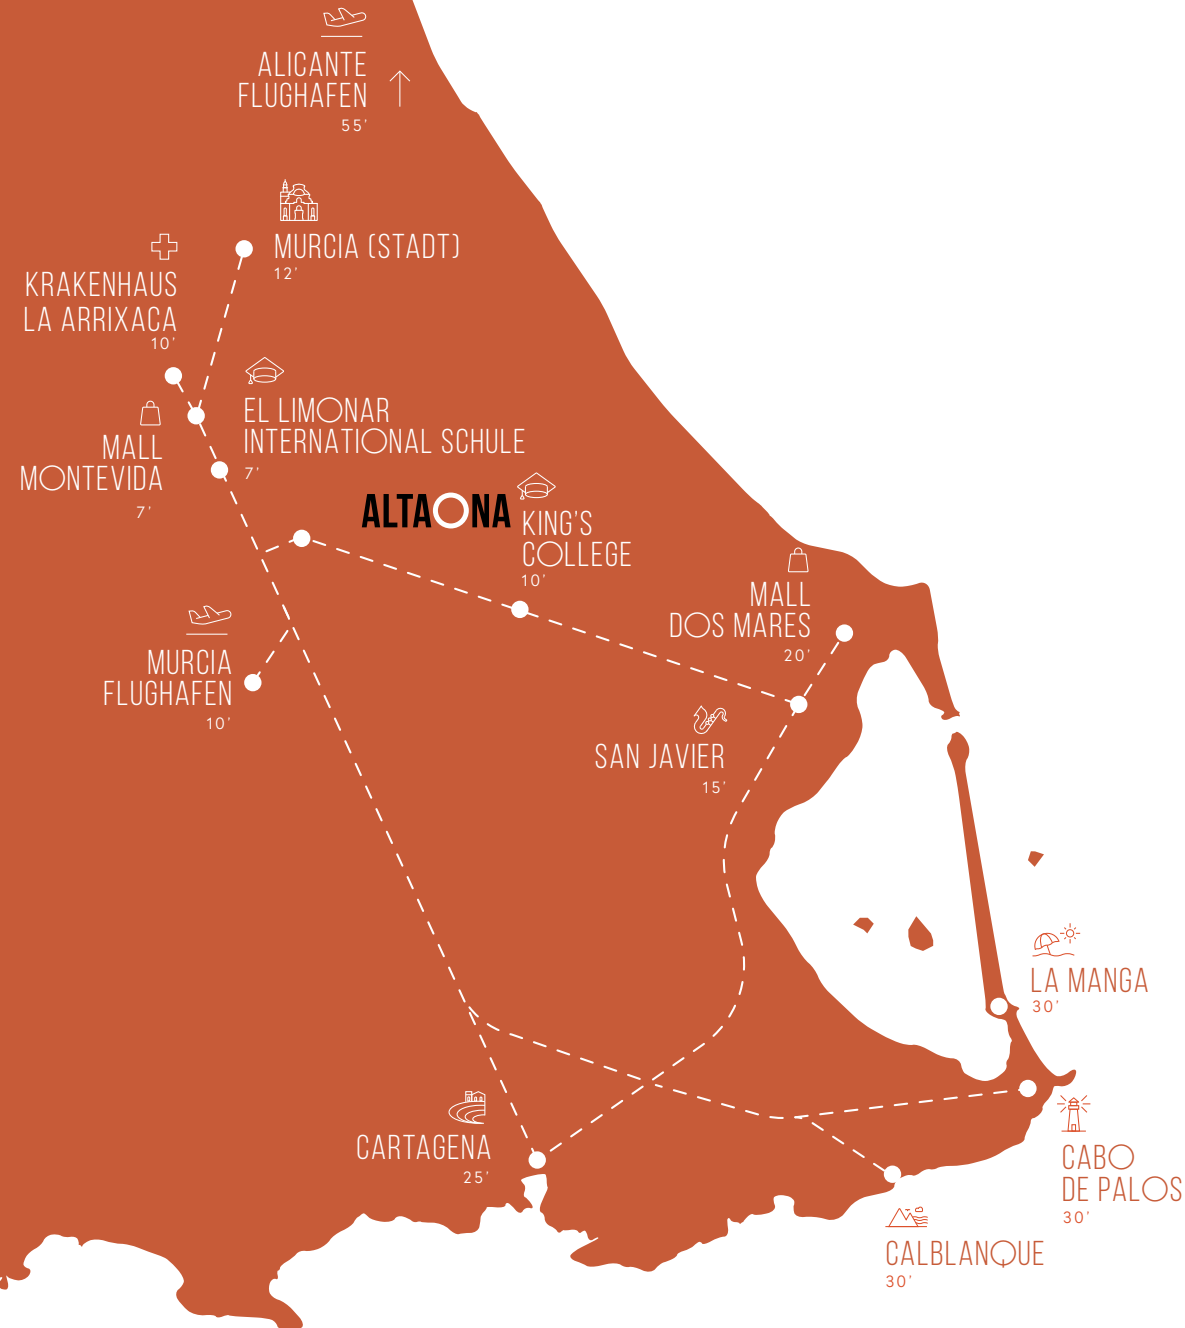 ALICANTE
FLUGHAFEN
55'
MURCIA (STADT)
12'
KRAKENHAUS
LA ARRIXACA
10'
EL LIMONAR
INTERNATIONAL SCHULE
7'
MALL
MONTEVIDA
7'
ALTAONA
KING'S
COLLEGE
10'
MALL
DOS MARES
20'
MURCIA
FLUGHAFEN
10'
SAN JAVIER
15'
LA MANGA
30'
CARTAGENA
25'
CABO
DE PALOS
30'
CALBLANQUE
30'